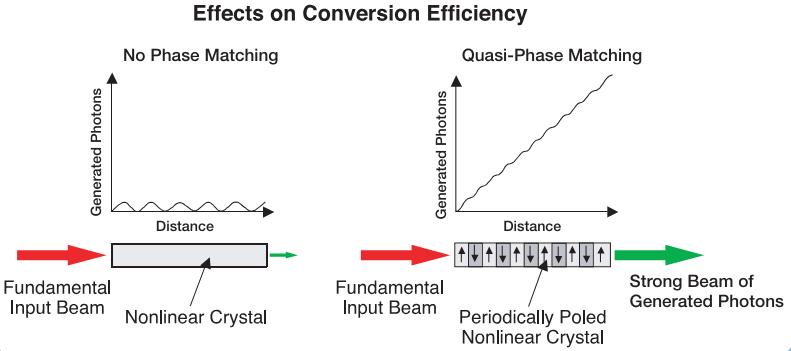 Effects on Conversion Efficiency
No Phase Matching
Generated Photons
Distance
Fundamental
Input Beam
Nonlinear Crystal
Quasi-Phase Matching
Generated Photons
Distance
Fundamental
Input Beam
Periodically Poled
Nonlinear Crystal
Strong Beam of
Generated Photons